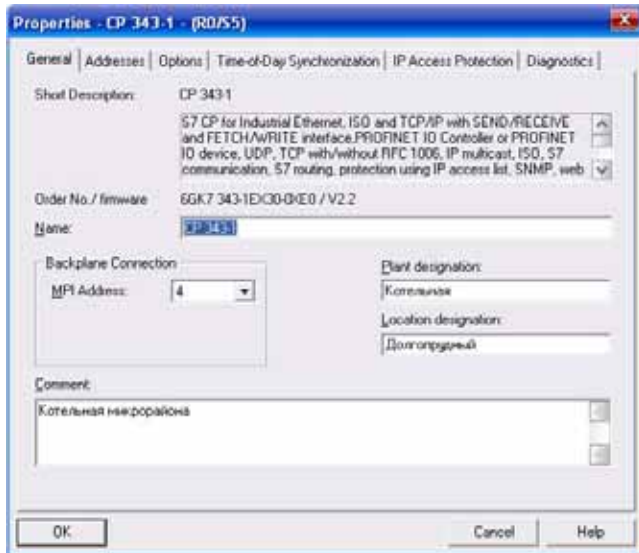 Properties - CP 343-1 - (R0/S5)
General Addresses Options Time-of-Day Synchronization IP Access Protection Diagnostics
Short Description: CP 343-1
S7 CP for Industrial Ethernet, ISO and TCP/IP with SEND/RECEIVE
and FETCH/WRITE interface,PROFINET IO Controller or PROFINET
IO device, UDP, TCP with/without RFC 1006, IP multicast, ISO, S7
communication, S7 routing, protection using IP access list, SNMP, web
Order No./ firmware 6GK7 343-1EX30-0XE0 / V2.2
Name: CP 343-1
Backplane Connection
MPI Address: 4
Plant designation:
Котельная
Location designation:
Долгопрудный
Comment:
Котельная микрорайона
OK Cancel Help